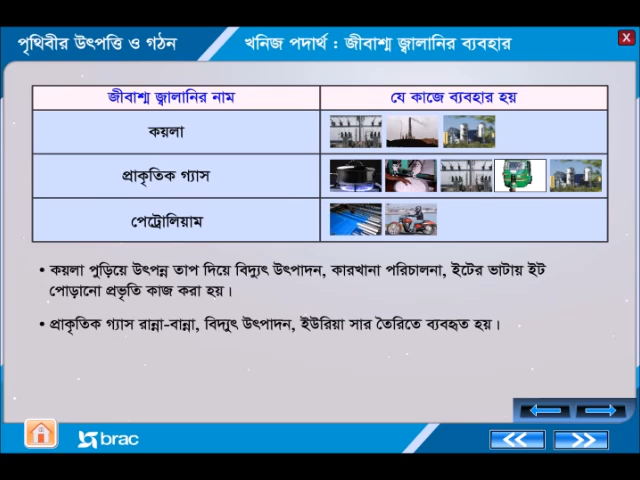 পৃথিবীর উৎপত্তি ও গঠন
খনিজ পদার্থ : জীবাশ্ম জ্বালানির ব্যবহার
X
জীবাশ্ম জ্বালানির নাম
যে কাজে ব্যবহার হয়
কয়লা
প্রাকৃতিক গ্যাস
পেট্রোলিয়াম
• কয়লা পুড়িয়ে উৎপন্ন তাপ দিয়ে বিদ্যুৎ উৎপাদন, কারখানা পরিচালনা, ইটের ভাটায় ইট
পোড়ানো প্রভৃতি কাজ করা হয়।
• প্রাকৃতিক গ্যাস রান্না-বান্না, বিদ্যুৎ উৎপাদন, ইউরিয়া সার তৈরিতে ব্যবহৃত হয়।
brac